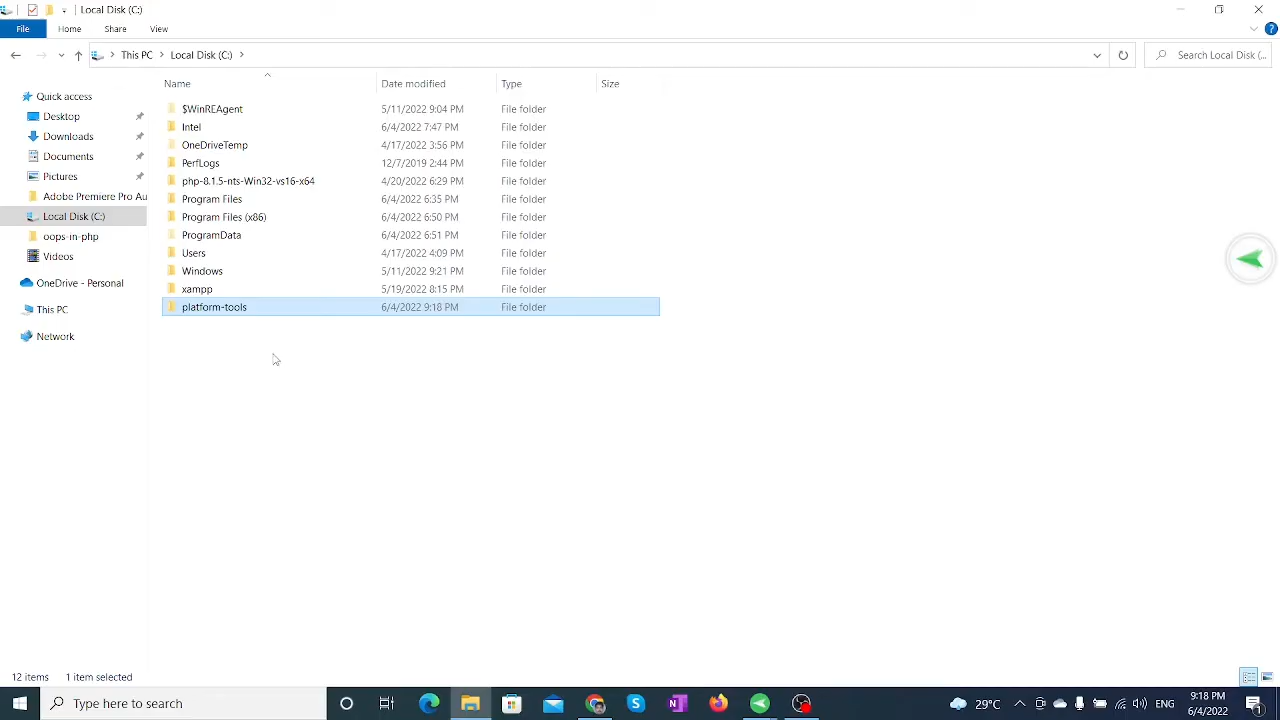 Local Disk (C:)
File Home Share View
This PC Local Disk (C:) Search Local Disk (...
Name Date modified Type Size
Quick access
Desktop
Downloads
Documents
Pictures
Adobe Premiere Pro Au
Local Disk (C:)
oops-in-php
Videos
OneDrive - Personal
This PC
Network
$WinREAgent 5/11/2022 9:04 PM File folder
Intel 6/4/2022 7:47 PM File folder
OneDriveTemp 4/17/2022 3:56 PM File folder
PerfLogs 12/7/2019 2:44 PM File folder
php-8.1.5-nts-Win32-vs16-x64 4/20/2022 6:29 PM File folder
Program Files 6/4/2022 6:35 PM File folder
Program Files (x86) 6/4/2022 6:50 PM File folder
ProgramData 6/4/2022 6:51 PM File folder
Users 4/17/2022 4:09 PM File folder
Windows 5/11/2022 9:21 PM File folder
xampp 5/19/2022 8:15 PM File folder
platform-tools 6/4/2022 9:18 PM File folder
12 items 1 item selected
Type here to search
29°C
ENG
9:18 PM
6/4/2022